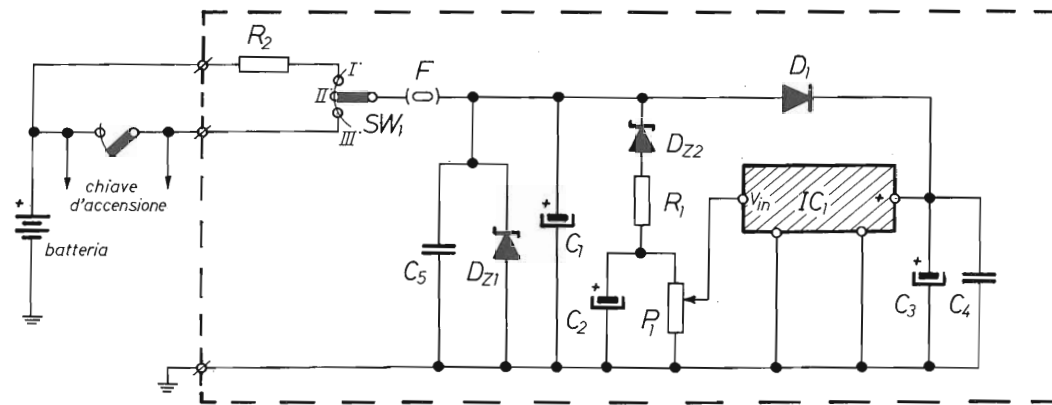 R2
I
II
III
SW1
F
D1
DZ2
R1
Vin
IC1
+
chiave
d'accensione
+
batteria
C5
DZ1
+
C1
+
C2
P1
+
C3
C4